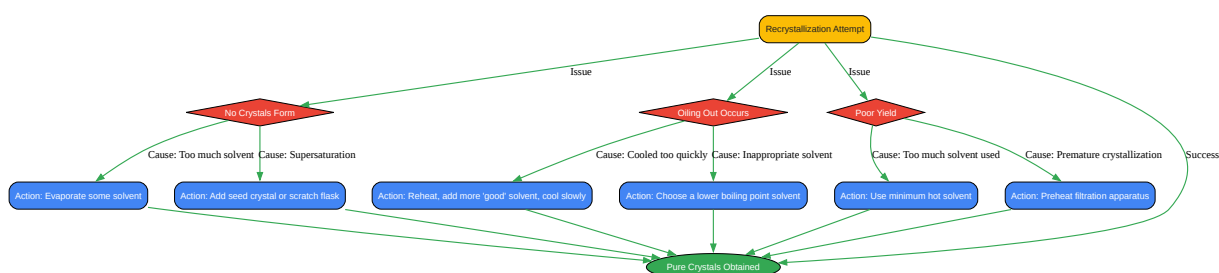 Recrystallization Attempt
Issue
Issue
Issue
No Crystals Form
Oiling Out Occurs
Poor Yield
Cause: Too much solvent
Cause: Supersaturation
Cause: Cooled too quickly
Cause: Inappropriate solvent
Cause: Too much solvent used
Cause: Premature crystallization
Success
Action: Evaporate some solvent
Action: Add seed crystal or scratch flask
Action: Reheat, add more 'good' solvent, cool slowly
Action: Choose a lower boiling point solvent
Action: Use minimum hot solvent
Action: Preheat filtration apparatus
Pure Crystals Obtained